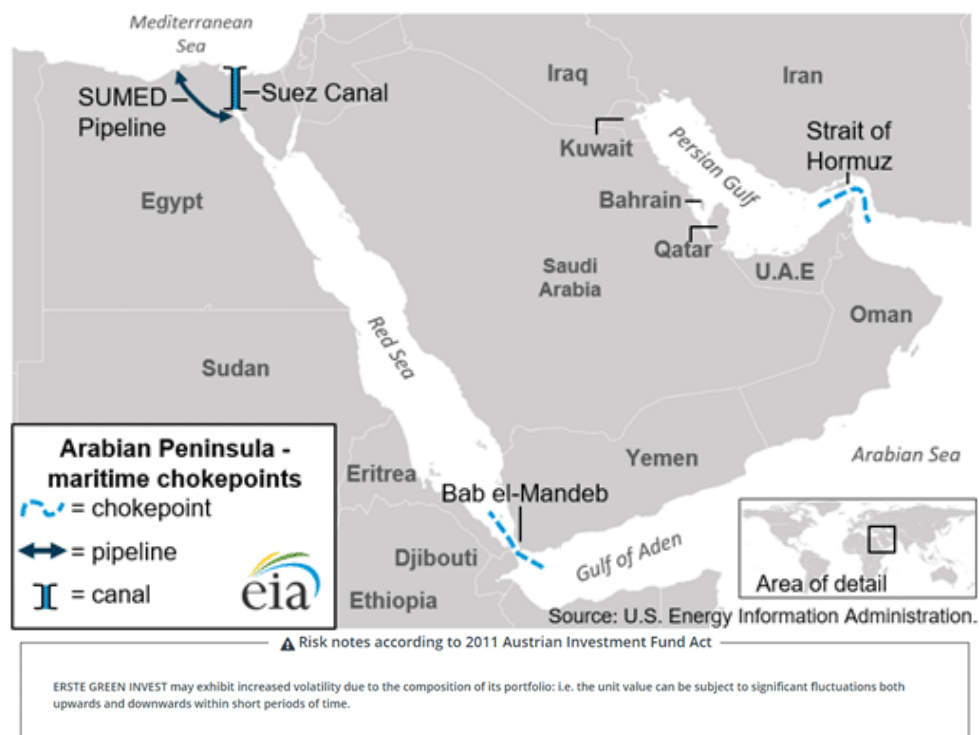 Mediterranean
Sea
SUMED
Pipeline
Suez Canal
Iraq
Iran
Kuwait
Persian Gulf
Strait of
Hormuz
Egypt
Bahrain
Qatar
Saudi
Arabia
U.A.E
Oman
Red Sea
Sudan
Arabian Peninsula -
maritime chokepoints
= chokepoint
= pipeline
= canal
eia
Eritrea
Yemen
Arabian Sea
Bab el-Mandeb
Djibouti
Gulf of Aden
Ethiopia
Area of detail
Source: U.S. Energy Information Administration.
Risk notes according to 2011 Austrian Investment Fund Act
ERSTE GREEN INVEST may exhibit increased volatility due to the composition of its portfolio: i.e. the unit value can be subject to significant fluctuations both
upwards and downwards within short periods of time.